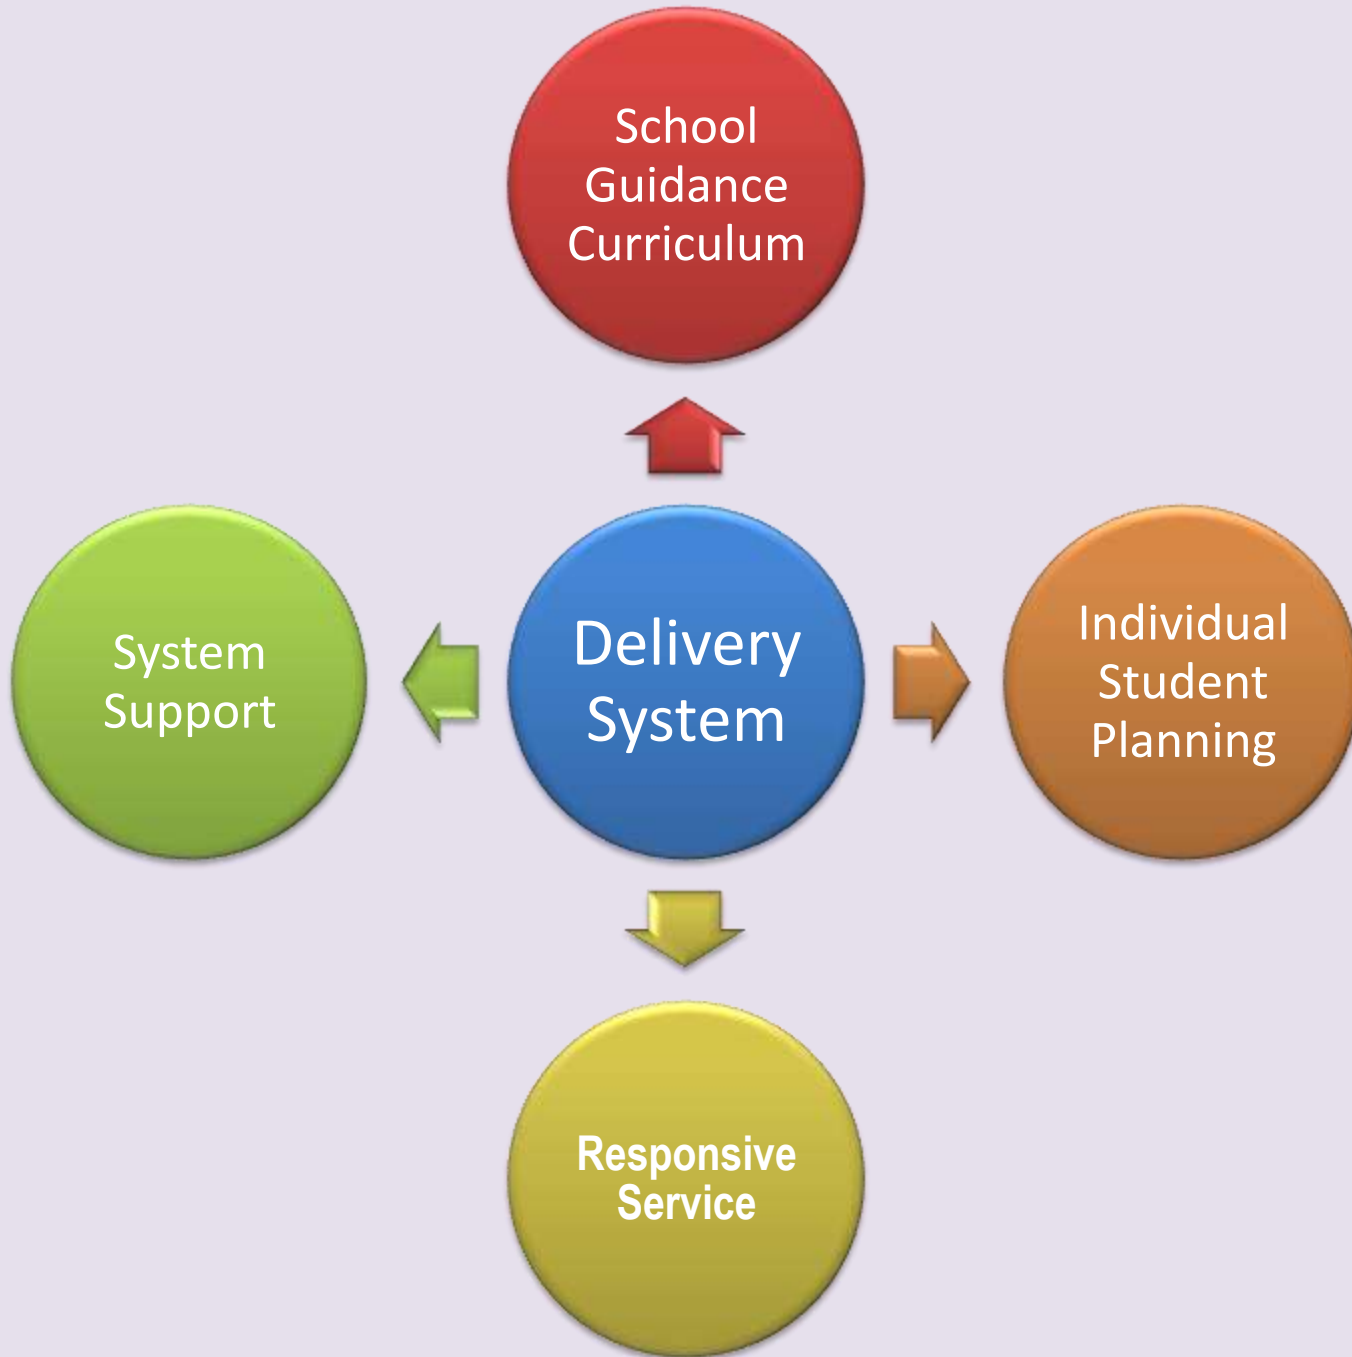 School
Guidance
Curriculum
System
Support
Delivery
System
Individual
Student
Planning
Responsive
Service